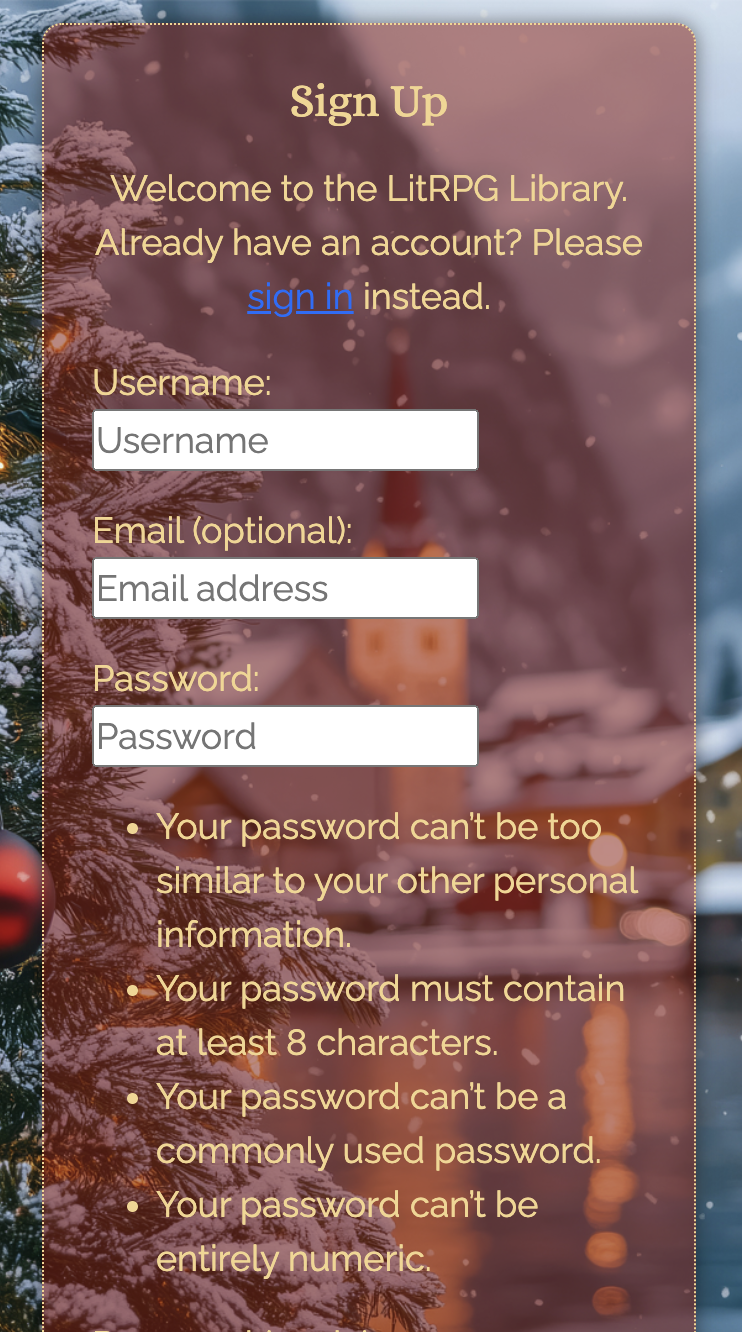 Sign Up
Welcome to the LitRPG Library.
Already have an account? Please
sign in instead.
Username:
Username
Email (optional):
Email address
Password:
Password
• Your password can’t be too
similar to your other personal
information.
• Your password must contain
at least 8 characters.
• Your password can’t be a
commonly used password.
• Your password can’t be
entirely numeric.